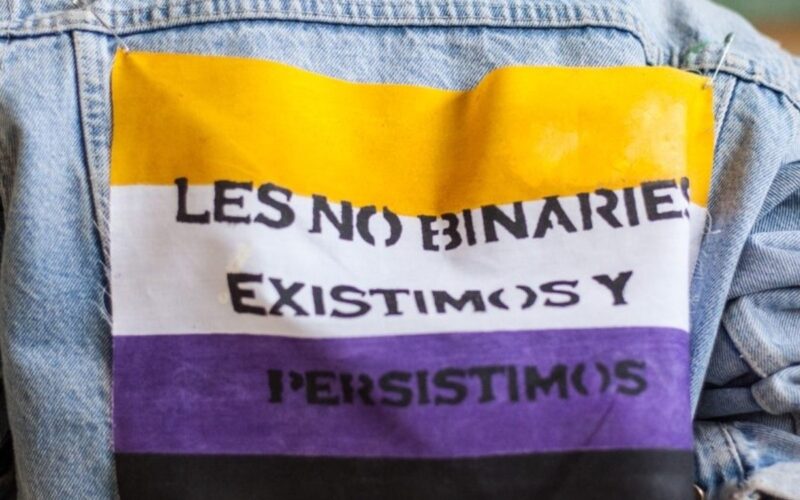 LES NO BINARIES
EXISTIMOS Y
PERSISTIMOS